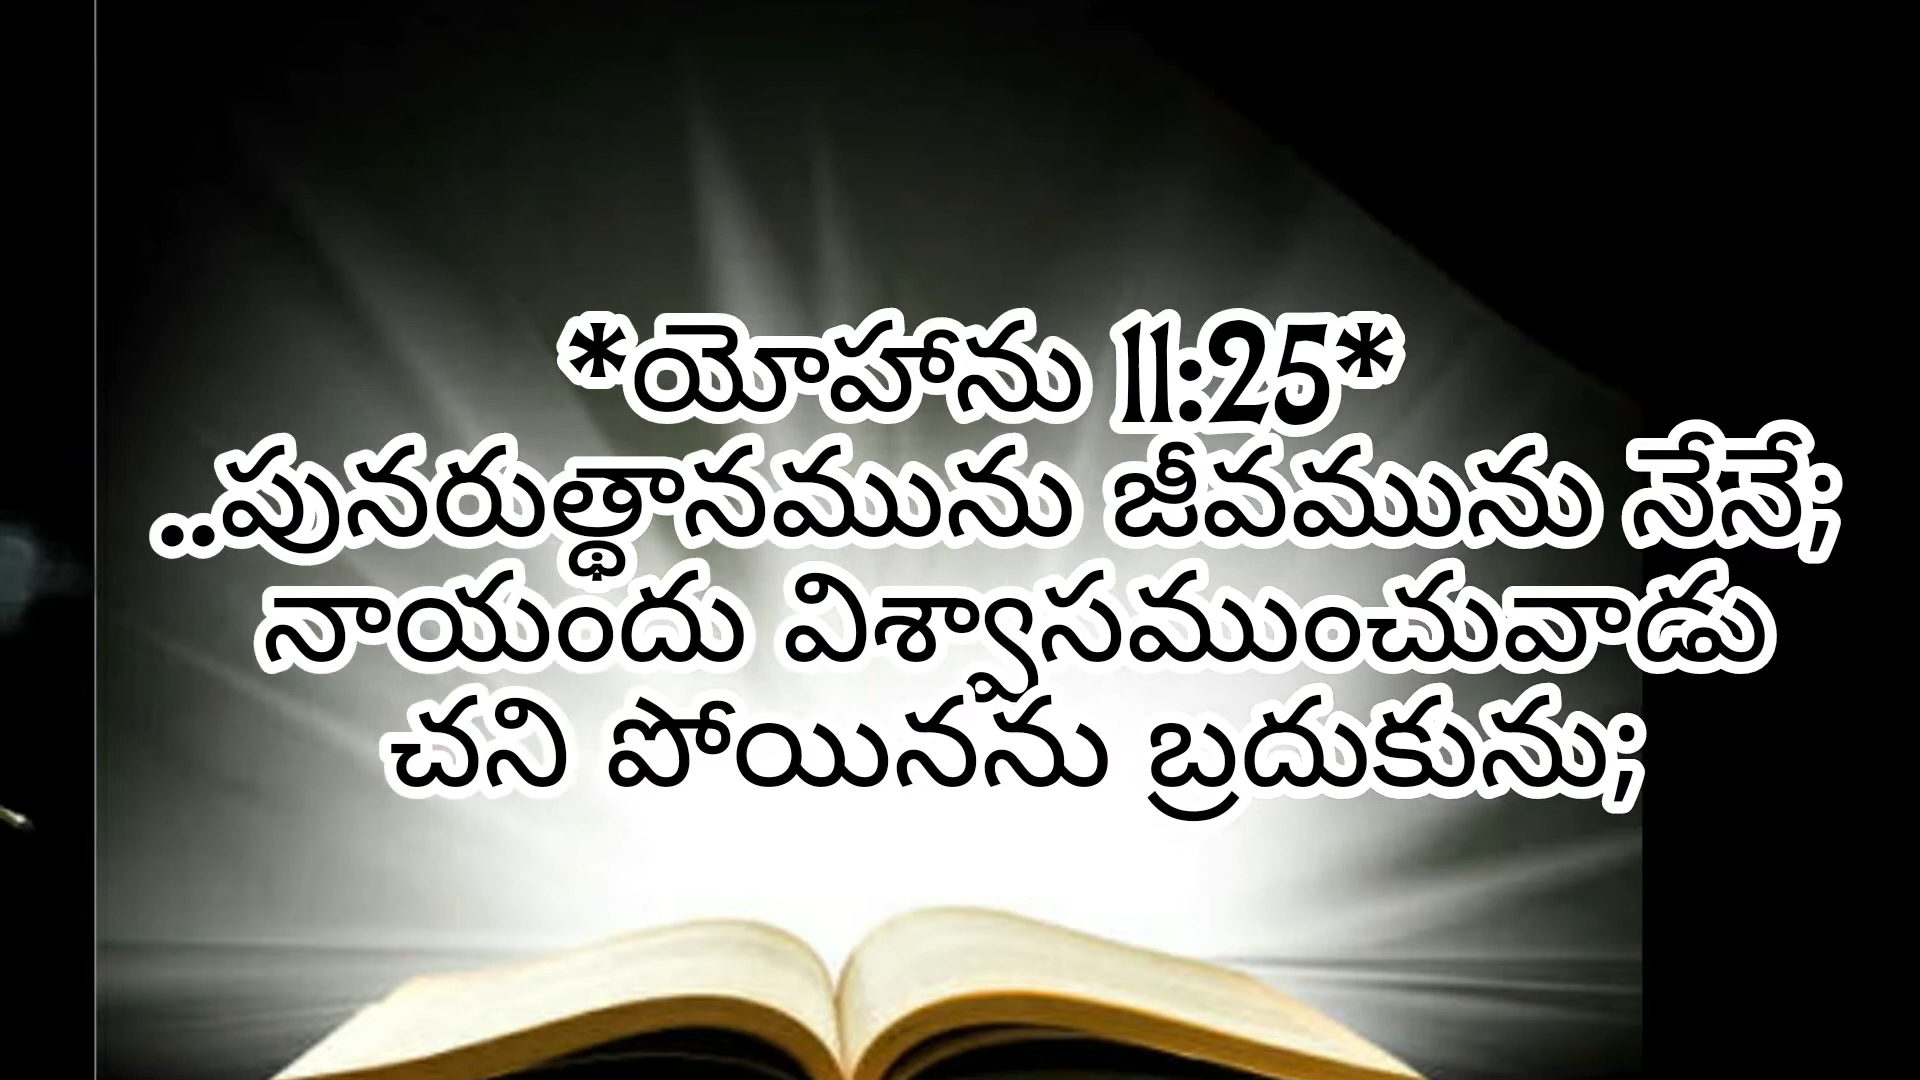 *యోహాను 11:25*
..పునరుత్థానమును జీవమును నేనే;
నాయందు విశ్వాసముంచువాడు
చని పోయినను బ్రదుకును;